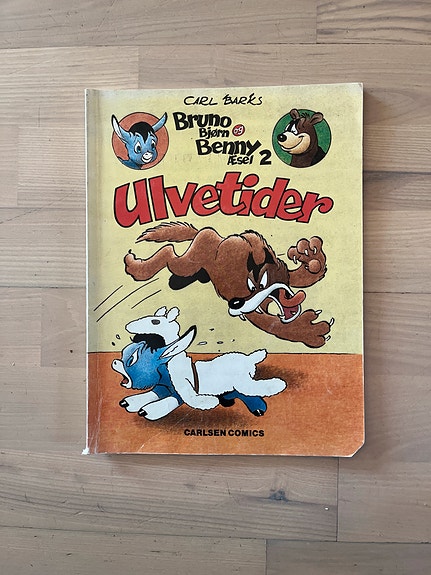 CARL BARKS
Bruno
Bjørn og
Benny
Æsel 2
Ulvetider
CARLSEN COMICS